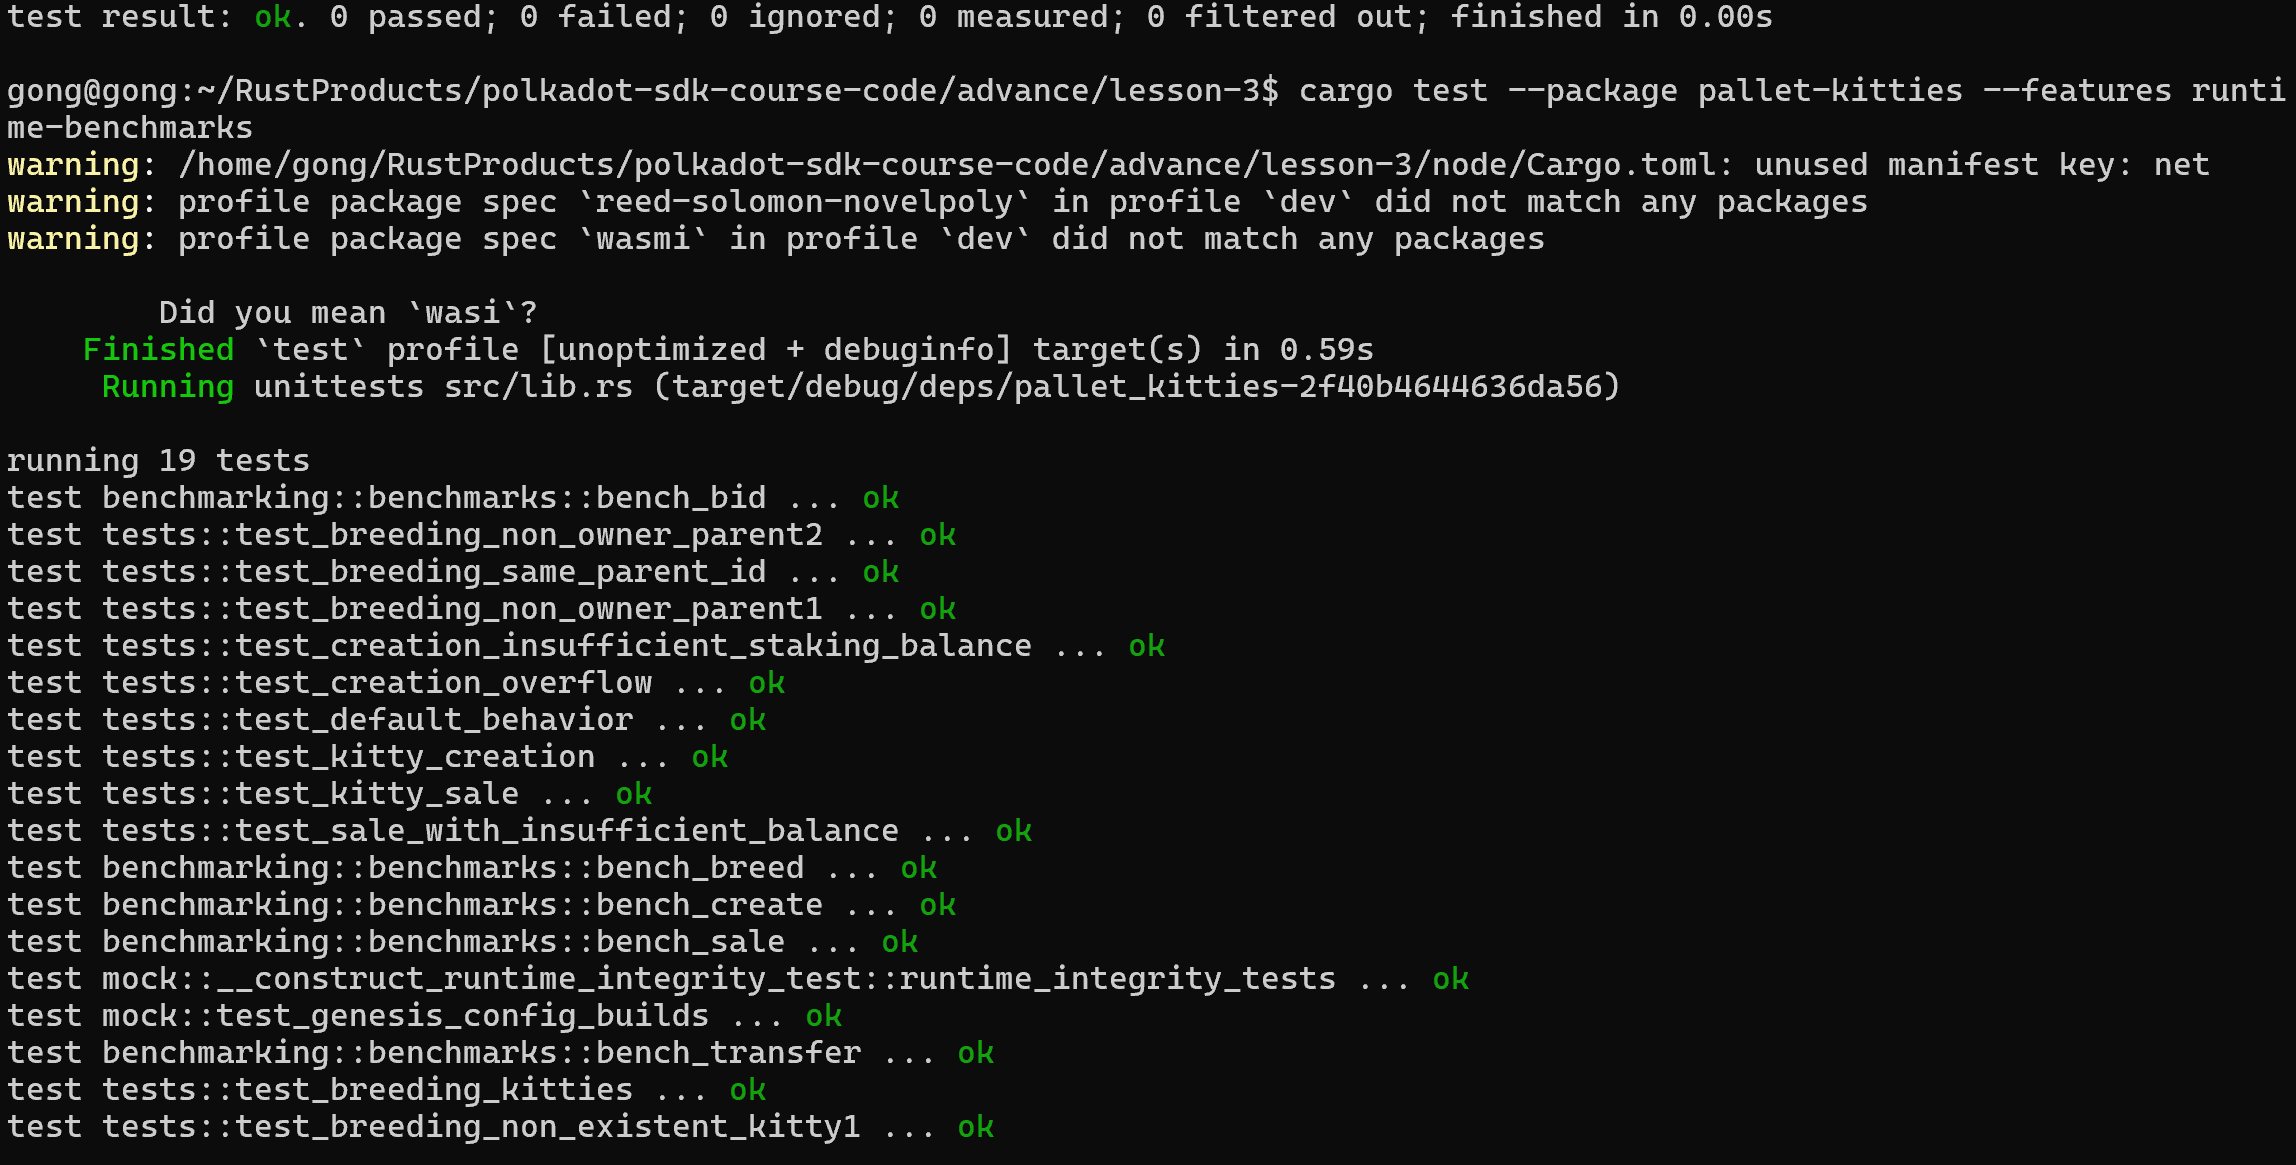 test result: ok. 0 passed; 0 failed; 0 ignored; 0 measured; 0 filtered out; finished in 0.00s
gong@gong:~/RustProducts/polkadot-sdk-course-code/advance/lesson-3$ cargo test --package pallet-kitties --features runti
me-benchmarks
warning: /home/gong/RustProducts/polkadot-sdk-course-code/advance/lesson-3/node/Cargo.toml: unused manifest key: net
warning: profile package spec `reed-solomon-novelpoly` in profile `dev` did not match any packages
warning: profile package spec `wasmi` in profile `dev` did not match any packages
Did you mean `wasi`?
Finished `test` profile [unoptimized + debuginfo] target(s) in 0.59s
Running unittests src/lib.rs (target/debug/deps/pallet_kitties-2f40b4644636da56)
running 19 tests
test benchmarking::benchmarks::bench_bid ... ok
test tests::test_breeding_non_owner_parent2 ... ok
test tests::test_breeding_same_parent_id ... ok
test tests::test_breeding_non_owner_parent1 ... ok
test tests::test_creation_insufficient_staking_balance ... ok
test tests::test_creation_overflow ... ok
test tests::test_default_behavior ... ok
test tests::test_kitty_creation ... ok
test tests::test_kitty_sale ... ok
test tests::test_sale_with_insufficient_balance ... ok
test benchmarking::benchmarks::bench_breed ... ok
test benchmarking::benchmarks::bench_create ... ok
test benchmarking::benchmarks::bench_sale ... ok
test mock::__construct_runtime_integrity_test::runtime_integrity_tests ... ok
test mock::test_genesis_config_builds ... ok
test benchmarking::benchmarks::bench_transfer ... ok
test tests::test_breeding_kitties ... ok
test tests::test_breeding_non_existent_kitty1 ... ok